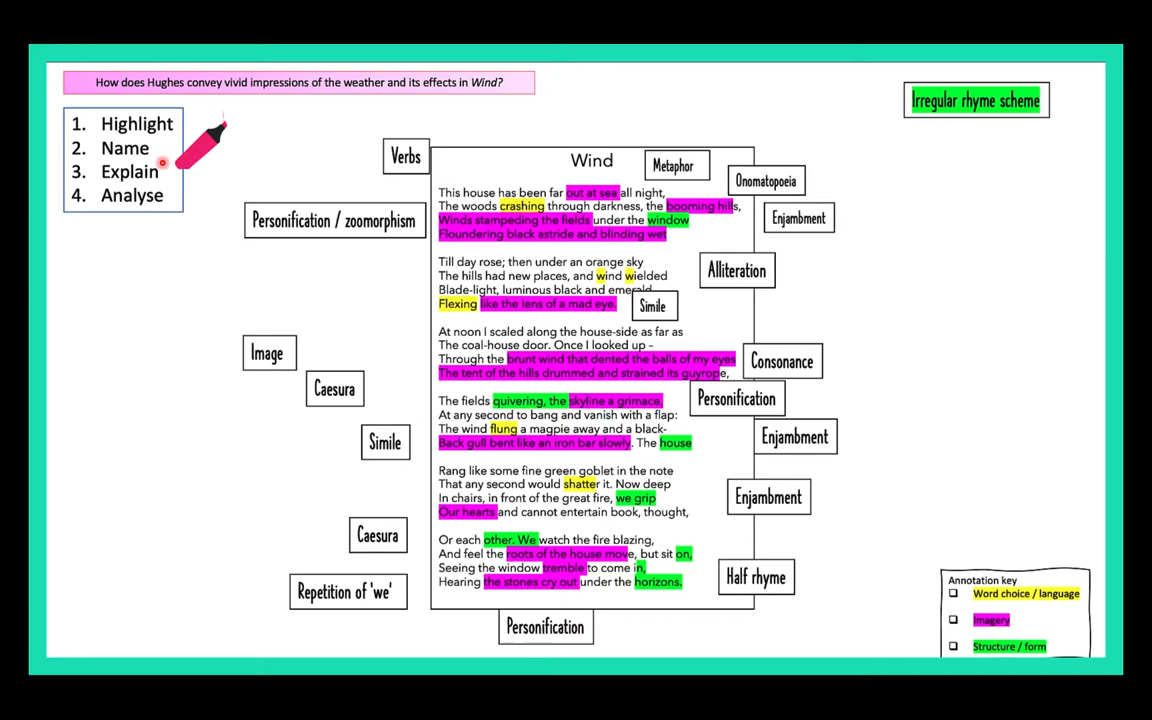 How does Hughes convey vivid impressions of the weather and its effects in Wind?
Irregular rhyme scheme
1. Highlight
2. Name
3. Explain
4. Analyse
Verbs
Wind
Metaphor
Onomatopoeia
This house has been far out at sea all night,
The woods crashing through darkness, the booming hills,
Winds stampeding the fields under the window
Floundering black astride and blinding wet
Personification / zoomorphism
Enjambment
Till day rose; then under an orange sky
The hills had new places, and wind wielded
Blade-light, luminous black and emerald,
Flexing like the lens of a mad eye.
Alliteration
Simile
At noon I scaled along the house-side as far as
The coal-house door. Once I looked up –
Through the brunt wind that dented the balls of my eyes
The tent of the hills drummed and strained its guyrope,
Image
Consonance
Caesura
The fields quivering, the skyline a grimace,
At any second to bang and vanish with a flap:
The wind flung a magpie away and a black-
Back gull bent like an iron bar slowly. The house
Personification
Simile
Enjambment
Rang like some fine green goblet in the note
That any second would shatter it. Now deep
In chairs, in front of the great fire, we grip
Our hearts and cannot entertain book, thought,
Enjambment
Caesura
Or each other. We watch the fire blazing,
And feel the roots of the house move, but sit on,
Seeing the window tremble to come in,
Hearing the stones cry out under the horizons.
Half rhyme
Repetition of 'we'
Personification
Annotation key
Word choice / language
Imagery
Structure / form